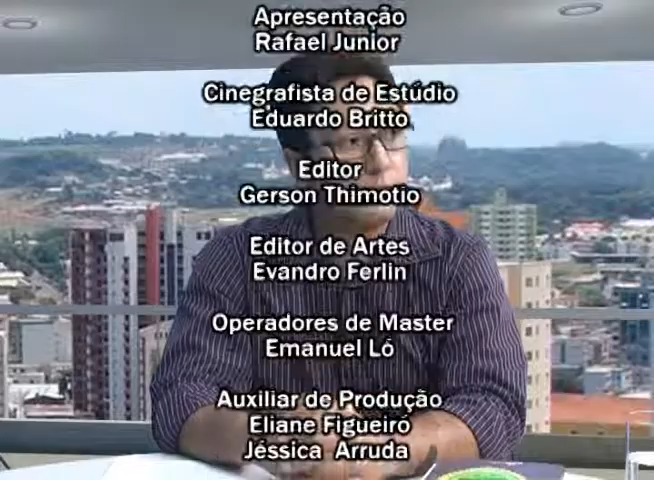 Apresentação
Rafael Junior
Cinegrafista de Estúdio
Eduardo Britto
Editor
Gerson Thimotio
Editor de Artes
Evandro Ferlin
Operadores de Master
Emanuel Ló
Auxiliar de Produção
Eliane Figueiró
Jéssica Arruda